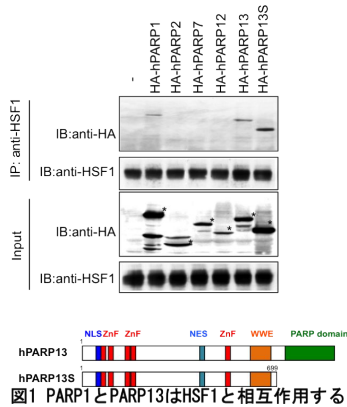 -
HA-hPARP1
HA-hPARP2
HA-hPARP7
HA-hPARP12
HA-hPARP13
HA-hPARP13S
IP: anti-HSF1
IB:anti-HA
IB:anti-HSF1
Input
IB:anti-HA
* * * * * * *
IB:anti-HSF1
NLS ZnF ZnF NES ZnF WWE PARP domain
1
hPARP13
1 699
hPARP13S
図1 PARP1とPARP13はHSF1と相互作用する